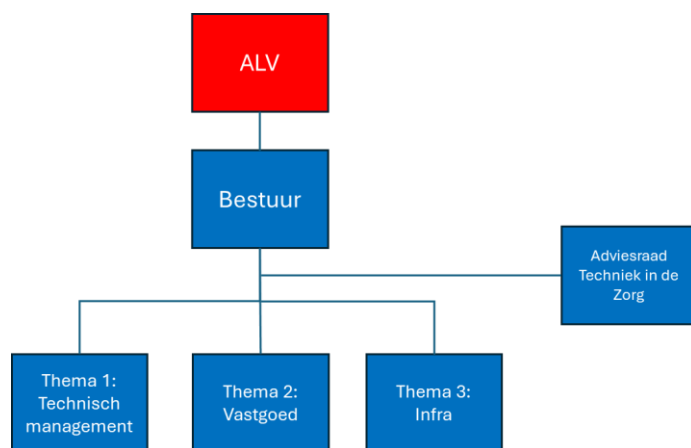 ALV
Bestuur
Adviesraad
Techniek in de
Zorg
Thema 1:
Technisch
management
Thema 2:
Vastgoed
Thema 3:
Infra